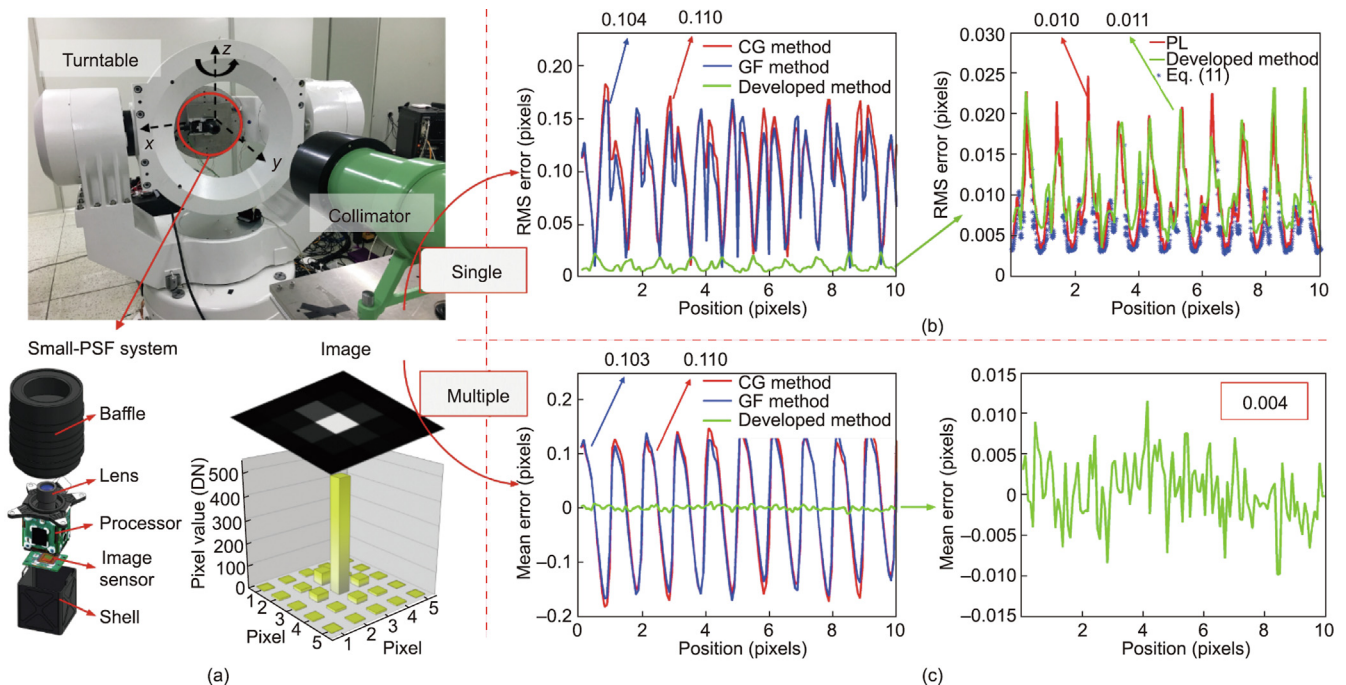 Turntable
z
x
y
Collimator
Small-PSF system
Baffle
Lens
Processor
Image
sensor
Shell
Image
Pixel value (DN)
500
400
300
200
100
0
1
2
3
4
5
Pixel
1
2
3
4
5
Pixel
(a)
Single
Multiple
0.104
0.110
CG method
GF method
Developed method
RMS error (pixels)
0.20
0.15
0.10
0.05
0
2
4
6
8
10
Position (pixels)
0.010
0.011
PL
Developed method
Eq. (11)
RMS error (pixels)
0.030
0.025
0.020
0.015
0.010
0.005
0
2
4
6
8
10
Position (pixels)
(b)
0.103
0.110
CG method
GF method
Developed method
Mean error (pixels)
0.2
0.1
0
–0.1
–0.2
0
2
4
6
8
10
Position (pixels)
0.004
Mean error (pixels)
0.015
0.010
0.005
0
–0.005
–0.010
–0.015
2
4
6
8
10
Position (pixels)
(c)